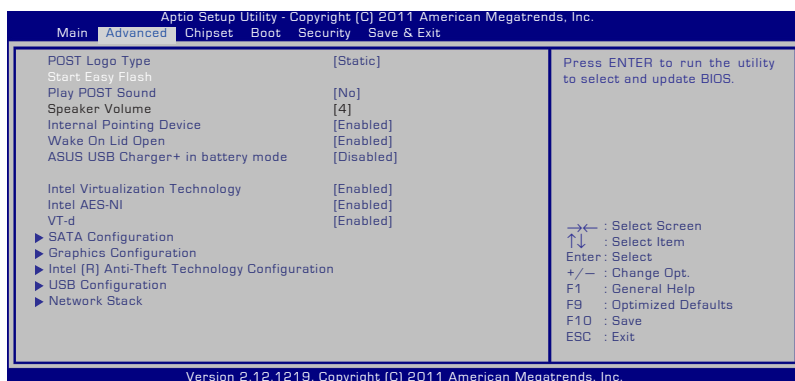 Aptio Setup Utility - Copyright (C) 2011 American Megatrends, Inc.
Main Advanced Chipset Boot Security Save & Exit
POST Logo Type [Static]
Start Easy Flash
Play POST Sound [No]
Speaker Volume [4]
Internal Pointing Device [Enabled]
Wake On Lid Open [Enabled]
ASUS USB Charger+ in battery mode [Disabled]
Intel Virtualization Technology [Enabled]
Intel AES-NI [Enabled]
VT-d [Enabled]
▶ SATA Configuration
▶ Graphics Configuration
▶ Intel (R) Anti-Theft Technology Configuration
▶ USB Configuration
▶ Network Stack
Press ENTER to run the utility
to select and update BIOS.
→← : Select Screen
↑↓ : Select Item
Enter : Select
+/— : Change Opt.
F1 : General Help
F9 : Optimized Defaults
F10 : Save
ESC : Exit
Version 2.12.1219. Copyright (C) 2011 American Megatrends, Inc.